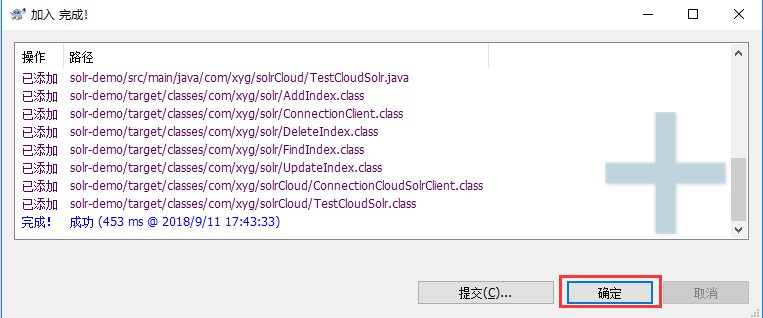 加入 完成!
操作 路径
已添加 solr-demo/src/main/java/com/xyg/solrCloud/TestCloudSolr.java
已添加 solr-demo/target/classes/com/xyg/solr/AddIndex.class
已添加 solr-demo/target/classes/com/xyg/solr/ConnectionClient.class
已添加 solr-demo/target/classes/com/xyg/solr/DeleteIndex.class
已添加 solr-demo/target/classes/com/xyg/solr/FindIndex.class
已添加 solr-demo/target/classes/com/xyg/solr/UpdateIndex.class
已添加 solr-demo/target/classes/com/xyg/solrCloud/ConnectionCloudSolrClient.class
已添加 solr-demo/target/classes/com/xyg/solrCloud/TestCloudSolr.class
完成! 成功 (453 ms @ 2018/9/11 17:43:33)
提交(C)... 确定 取消